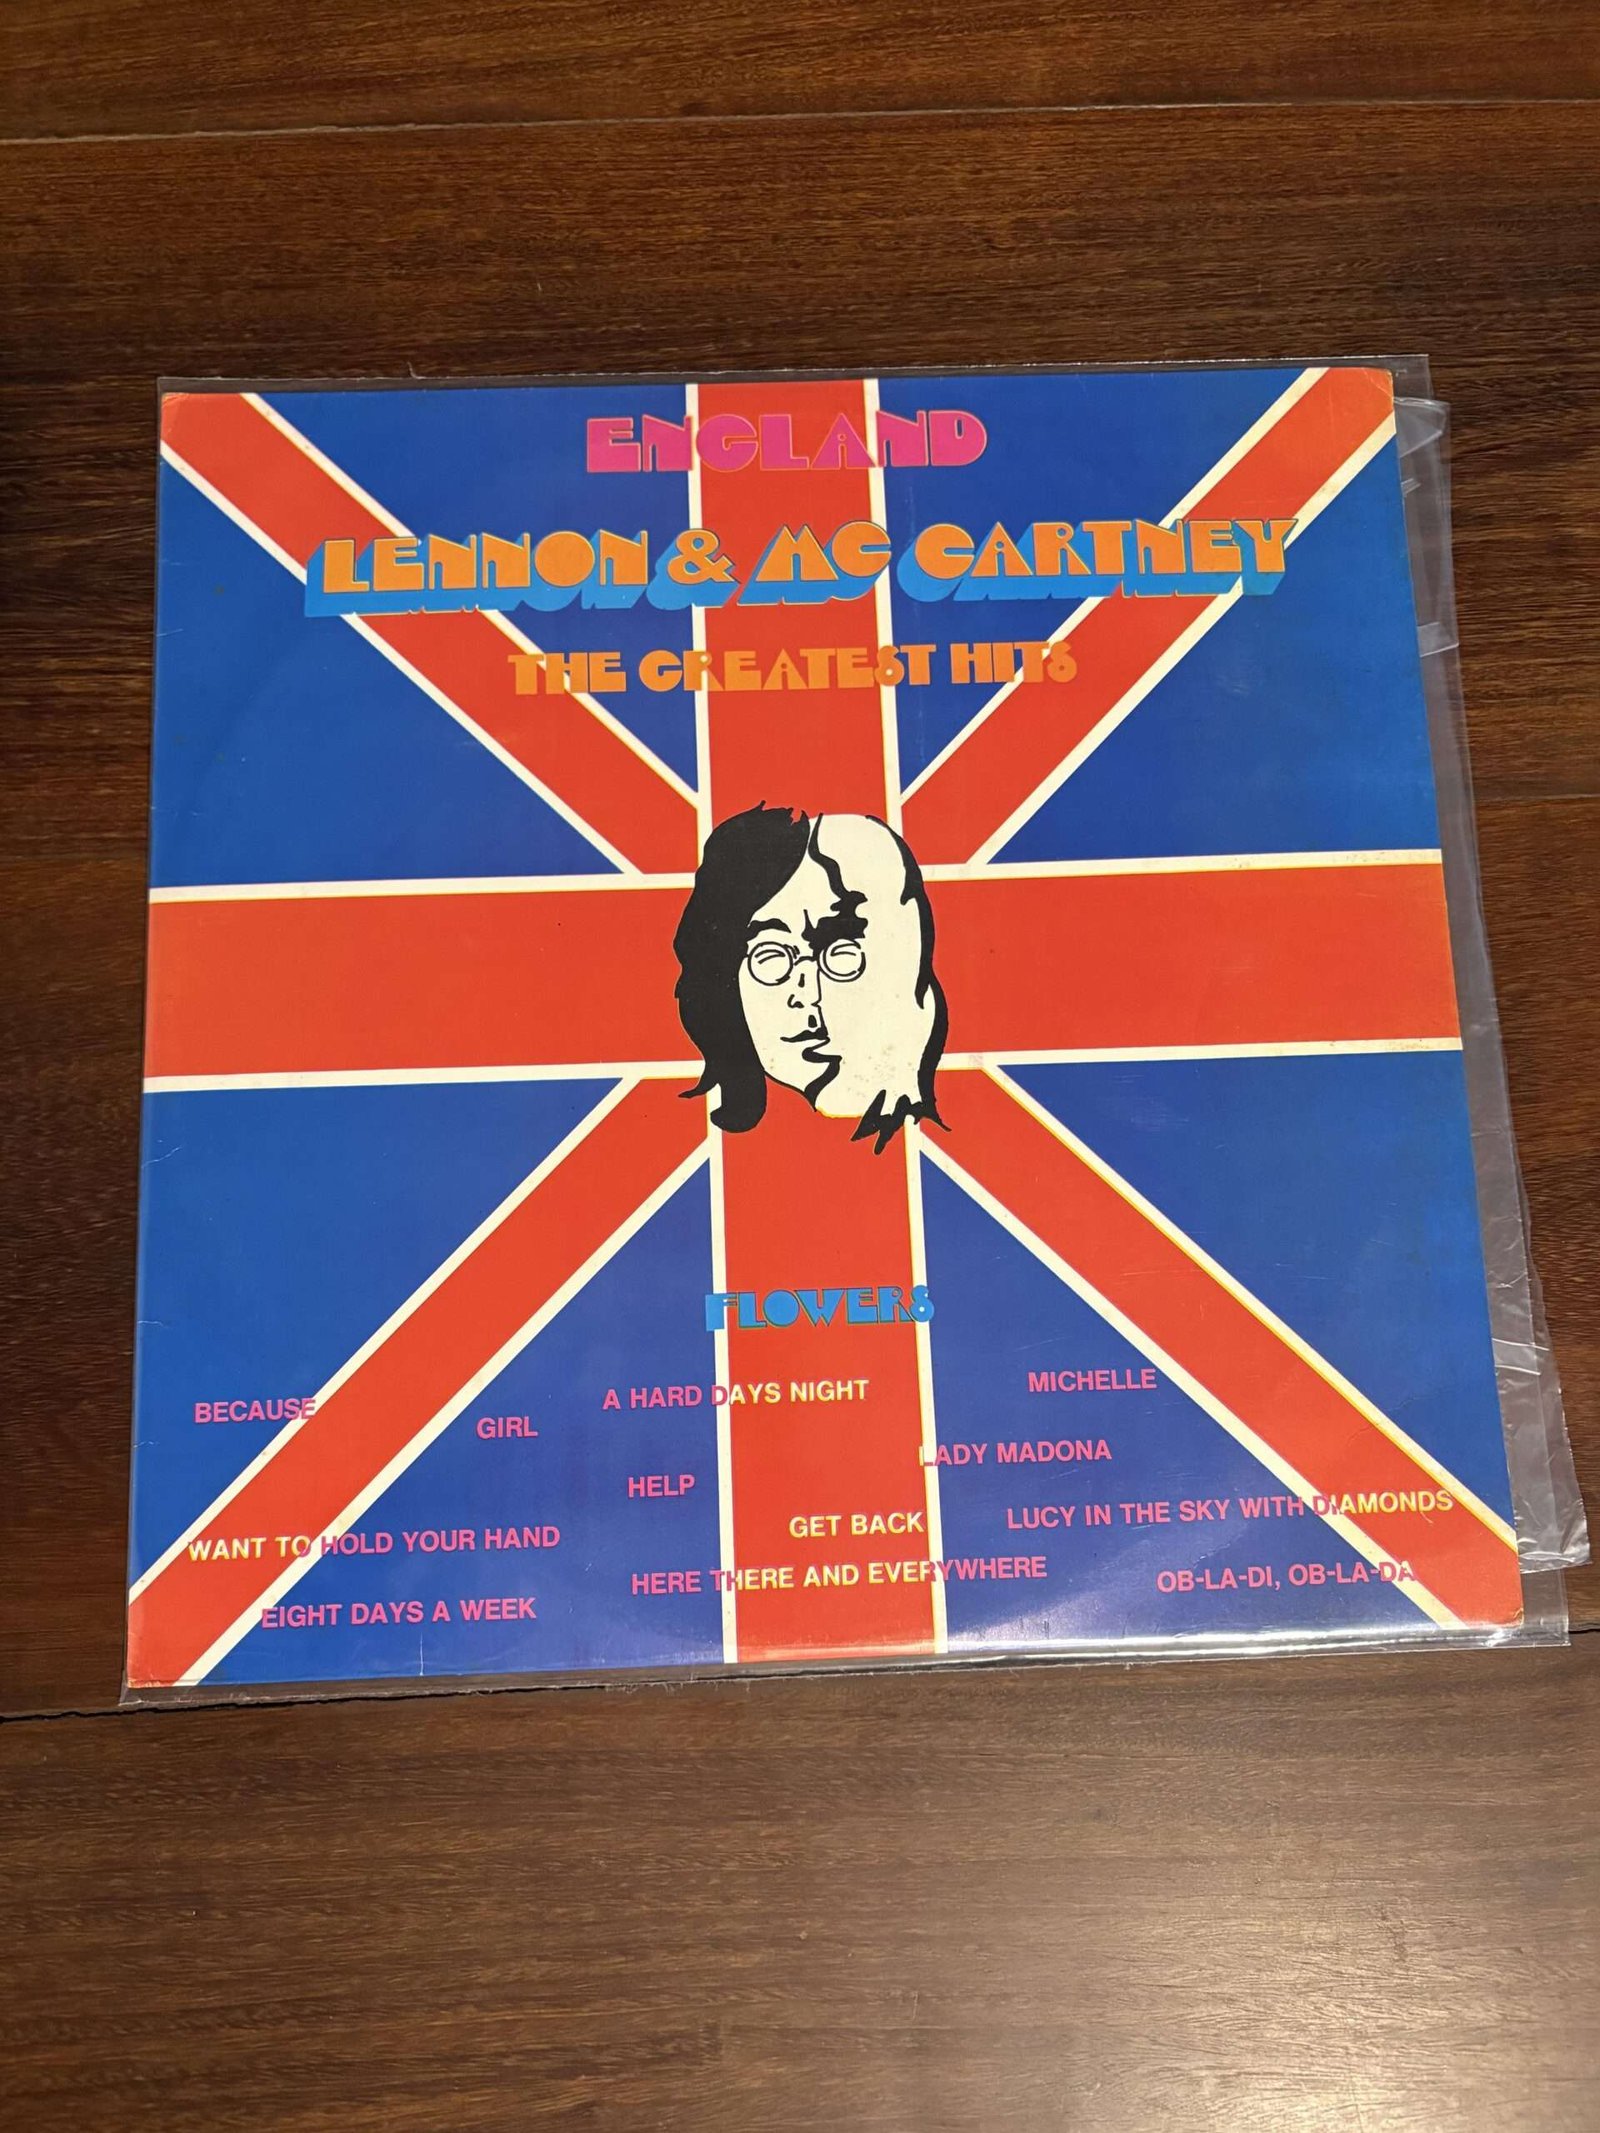 ENGLAND
LENNON & MC CARTNEY
THE GREATEST HITS
FLOWERS
BECAUSE
GIRL
A HARD DAYS NIGHT
MICHELLE
HELP
LADY MADONA
WANT TO HOLD YOUR HAND
GET BACK
LUCY IN THE SKY WITH DIAMONDS
EIGHT DAYS A WEEK
HERE THERE AND EVERYWHERE
OB-LA-DI, OB-LA-DA